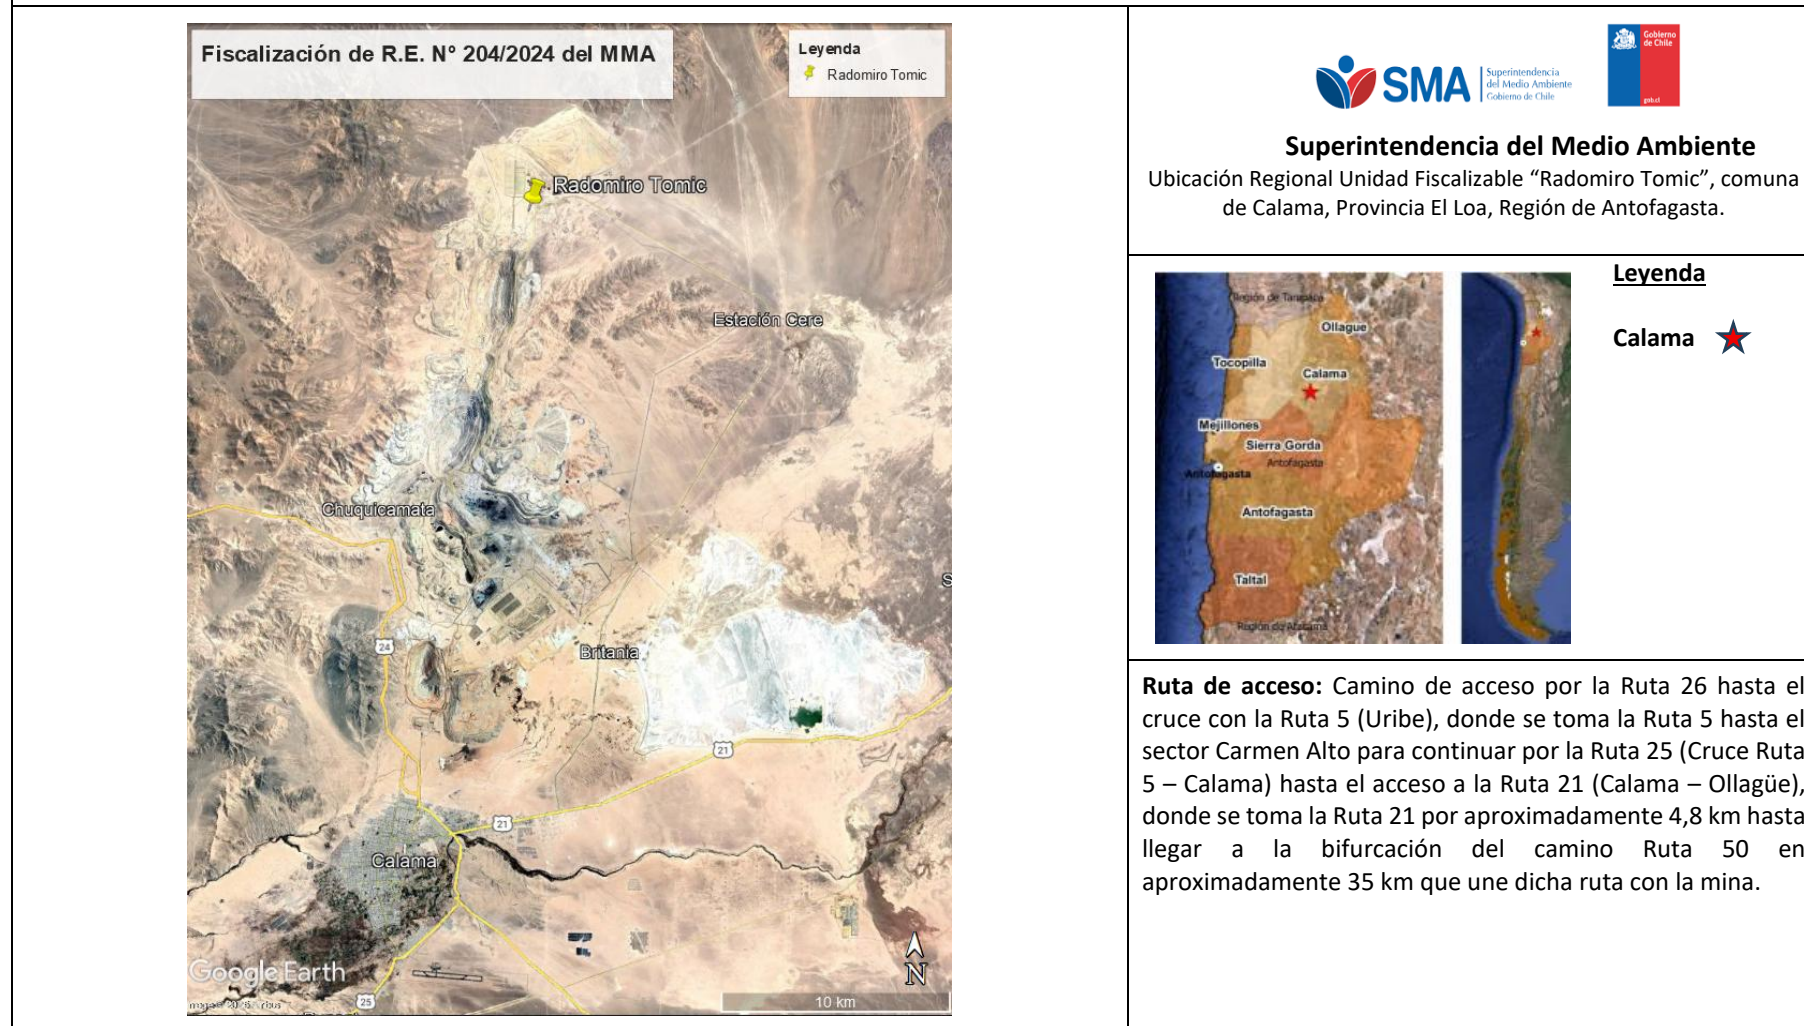 Fiscalización de R.E. N° 204/2024 del MMA
Leyenda
Radomiro Tomic
Radomiro Tomic
Estación Cere
Chuquicamata
24
Britania
21
21
Calama
Google Earth
25
N
10 km
SMA
Superintendencia
del Medio Ambiente
Gobierno de Chile
Gobierno
de Chile
gob.cl
Superintendencia del Medio Ambiente
Ubicación Regional Unidad Fiscalizable “Radomiro Tomic”, comuna
de Calama, Provincia El Loa, Región de Antofagasta.
Región de Tarapacá
Ollague
Tocopilla
Calama
Mejillones
Sierra Gorda
Antofagasta
Antofagasta
Antofagasta
Taltal
Región de Atacama
Leyenda
Calama
Ruta de acceso: Camino de acceso por la Ruta 26 hasta el
cruce con la Ruta 5 (Uribe), donde se toma la Ruta 5 hasta el
sector Carmen Alto para continuar por la Ruta 25 (Cruce Ruta
5 – Calama) hasta el acceso a la Ruta 21 (Calama – Ollagüe),
donde se toma la Ruta 21 por aproximadamente 4,8 km hasta
llegar a la bifurcación del camino Ruta 50 en
aproximadamente 35 km que une dicha ruta con la mina.